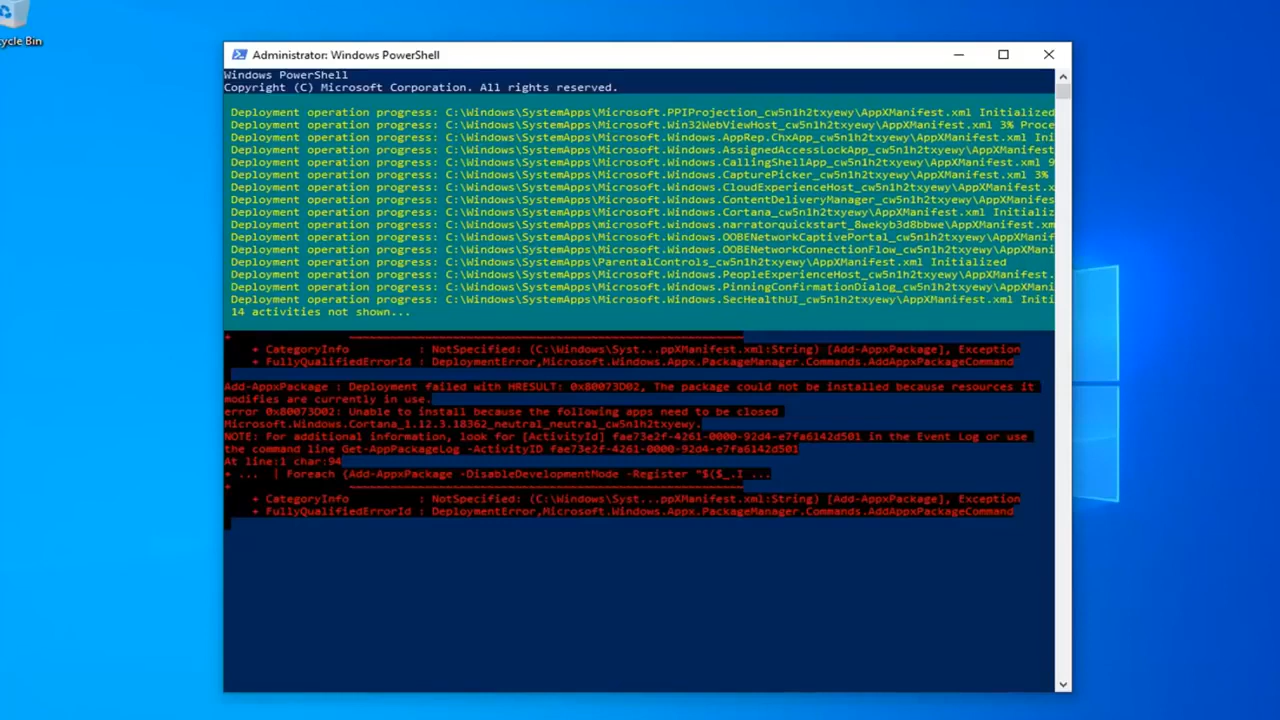 cycle Bin
Administrator: Windows PowerShell
Windows PowerShell
Copyright (C) Microsoft Corporation. All rights reserved.
Deployment operation progress: C:\Windows\SystemApps\Microsoft.PPIProjection_cw5n1h2txyewy\AppXManifest.xml Initialized
Deployment operation progress: C:\Windows\SystemApps\Microsoft.Win32WebViewHost_cw5n1h2txyewy\AppXManifest.xml 3% Proce
Deployment operation progress: C:\Windows\SystemApps\Microsoft.Windows.AppRep.ChxApp_cw5n1h2txyewy\AppXManifest.xml Ini
Deployment operation progress: C:\Windows\SystemApps\Microsoft.Windows.AssignedAccessLockApp_cw5n1h2txyewy\AppXManifest
Deployment operation progress: C:\Windows\SystemApps\Microsoft.Windows.CallingShellApp_cw5n1h2txyewy\AppXManifest.xml 9
Deployment operation progress: C:\Windows\SystemApps\Microsoft.Windows.CapturePicker_cw5n1h2txyewy\AppXManifest.xml 3%
Deployment operation progress: C:\Windows\SystemApps\Microsoft.Windows.CloudExperienceHost_cw5n1h2txyewy\AppXManifest.x
Deployment operation progress: C:\Windows\SystemApps\Microsoft.Windows.ContentDeliveryManager_cw5n1h2txyewy\AppXManifes
Deployment operation progress: C:\Windows\SystemApps\Microsoft.Windows.Cortana_cw5n1h2txyewy\AppXManifest.xml Initializ
Deployment operation progress: C:\Windows\SystemApps\Microsoft.Windows.narratorquickstart_8wekyb3d8bbwe\AppXManifest.xm
Deployment operation progress: C:\Windows\SystemApps\Microsoft.Windows.OOBENetworkCaptivePortal_cw5n1h2txyewy\AppXManif
Deployment operation progress: C:\Windows\SystemApps\Microsoft.Windows.OOBENetworkConnectionFlow_cw5n1h2txyewy\AppXMani
Deployment operation progress: C:\Windows\SystemApps\ParentalControls_cw5n1h2txyewy\AppXManifest.xml Initialized
Deployment operation progress: C:\Windows\SystemApps\Microsoft.Windows.PeopleExperienceHost_cw5n1h2txyewy\AppXManifest.
Deployment operation progress: C:\Windows\SystemApps\Microsoft.Windows.PinningConfirmationDialog_cw5n1h2txyewy\AppXMani
Deployment operation progress: C:\Windows\SystemApps\Microsoft.Windows.SecHealthUI_cw5n1h2txyewy\AppXManifest.xml Initi
14 activities not shown...
+ ~~~~~~~~~~~~~~~~~~~~~~~~~~~~~~~~~~~~~~~~~~~~~~~~~~~~~~~~~
+ CategoryInfo : NotSpecified: (C:\Windows\Syst...ppXManifest.xml:String) [Add-AppxPackage], Exception
+ FullyQualifiedErrorId : DeploymentError,Microsoft.Windows.Appx.PackageManager.Commands.AddAppxPackageCommand
Add-AppxPackage : Deployment failed with HRESULT: 0x80073D02, The package could not be installed because resources it
modifies are currently in use.
error 0x80073D02: Unable to install because the following apps need to be closed
Microsoft.Windows.Cortana_1.12.3.18362_neutral_neutral_cw5n1h2txyewy.
NOTE: For additional information, look for [ActivityId] fae73e2f-4261-0000-92d4-e7fa6142d501 in the Event Log or use
the command line Get-AppPackageLog -ActivityID fae73e2f-4261-0000-92d4-e7fa6142d501
At line:1 char:94
+ ... | Foreach {Add-AppxPackage -DisableDevelopmentMode -Register "$($_.I ...
+ ~~~~~~~~~~~~~~~~~~~~~~~~~~~~~~~~~~~~~~~~~~~~~~~~~~~~~~~~~
+ CategoryInfo : NotSpecified: (C:\Windows\Syst...ppXManifest.xml:String) [Add-AppxPackage], Exception
+ FullyQualifiedErrorId : DeploymentError,Microsoft.Windows.Appx.PackageManager.Commands.AddAppxPackageCommand